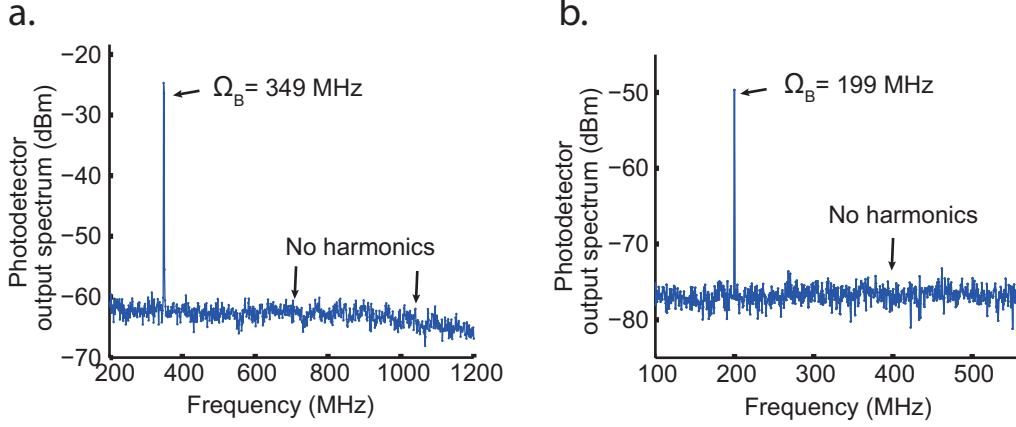 a.
Photodetector
output spectrum (dBm)
−20
−30
−40
−50
−60
−70
Ω_B = 349 MHz
No harmonics
200 400 600 800 1000 1200
Frequency (MHz)
b.
Photodetector
output spectrum (dBm)
−50
−60
−70
−80
Ω_B = 199 MHz
No harmonics
100 200 300 400 500
Frequency (MHz)